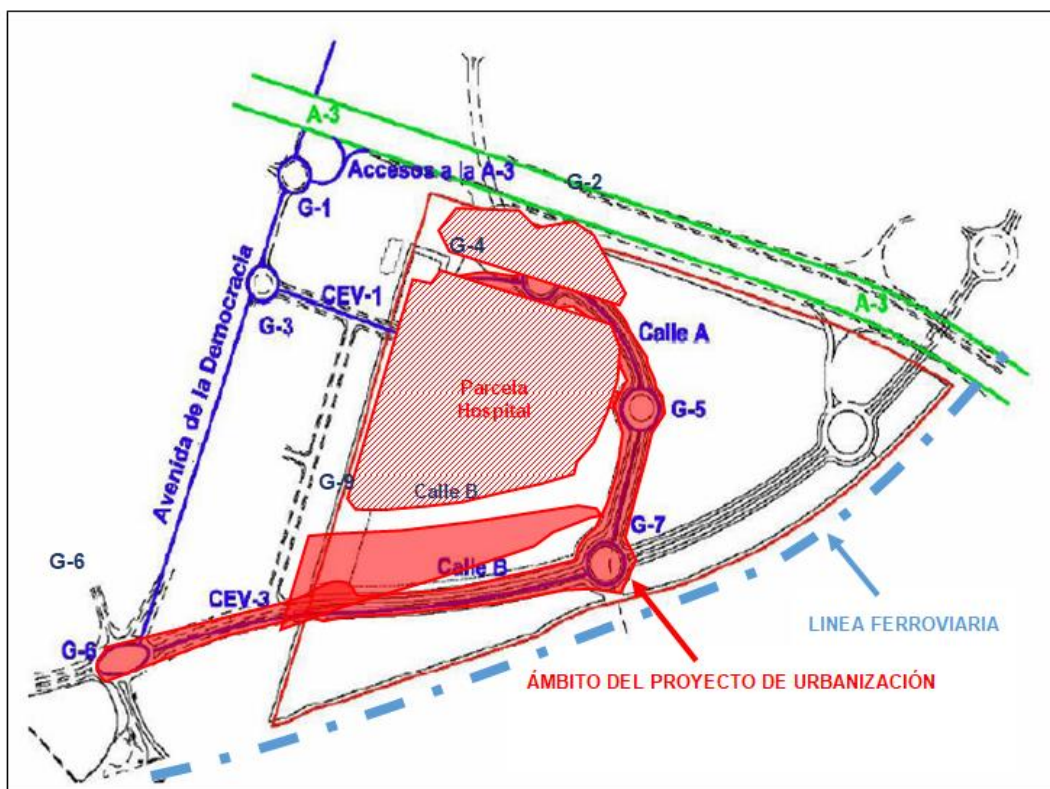 A-3
Accesos a la A-3
G-2
G-1
G-4
CEV-1
G-3
A-3
Calle A
Avenida de la Democracia
Parcela
Hospital
G-5
G-9
Calle B
G-7
G-6
Calle B
CEV-3
LINEA FERROVIARIA
G-6
ÁMBITO DEL PROYECTO DE URBANIZACIÓN